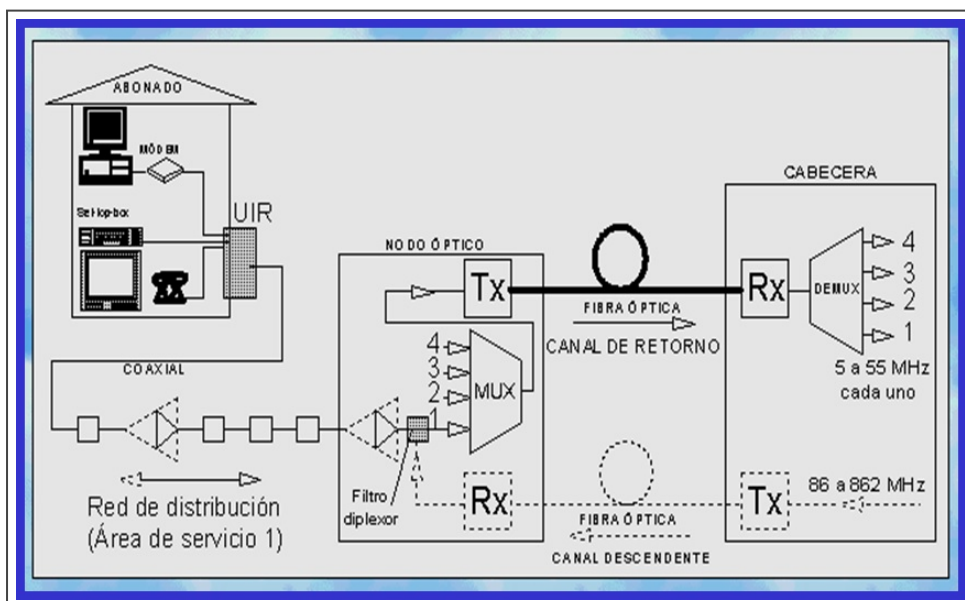 ABONADO
MÓDEM
Set-top-box
UIR
COAXIAL
Red de distribución
(Área de servicio 1)
NODO ÓPTICO
Tx
4
3
2
1
MUX
Filtro
diplexor
Rx
FIBRA ÓPTICA
CANAL DE RETORNO
FIBRA ÓPTICA
CANAL DESCENDENTE
CABECERA
Rx
DEMUX
4
3
2
1
5 a 55 MHz
cada uno
Tx
86 a 862 MHz